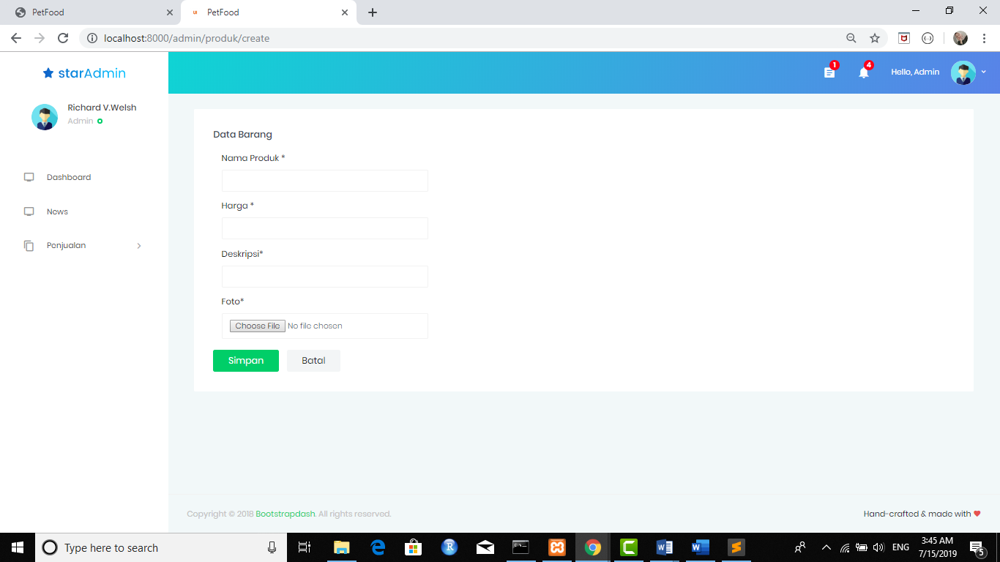 PetFood
PetFood
localhost:8000/admin/produk/create
starAdmin
1
4
Hello, Admin
Richard V.Welsh
Admin
Dashboard
News
Penjualan
Data Barang
Nama Produk *
Harga *
Deskripsi*
Foto*
Choose File No file chosen
Simpan Batal
Copyright © 2018 Bootstrapdash. All rights reserved.
Hand-crafted & made with
Type here to search
ENG
3:45 AM
7/15/2019
5